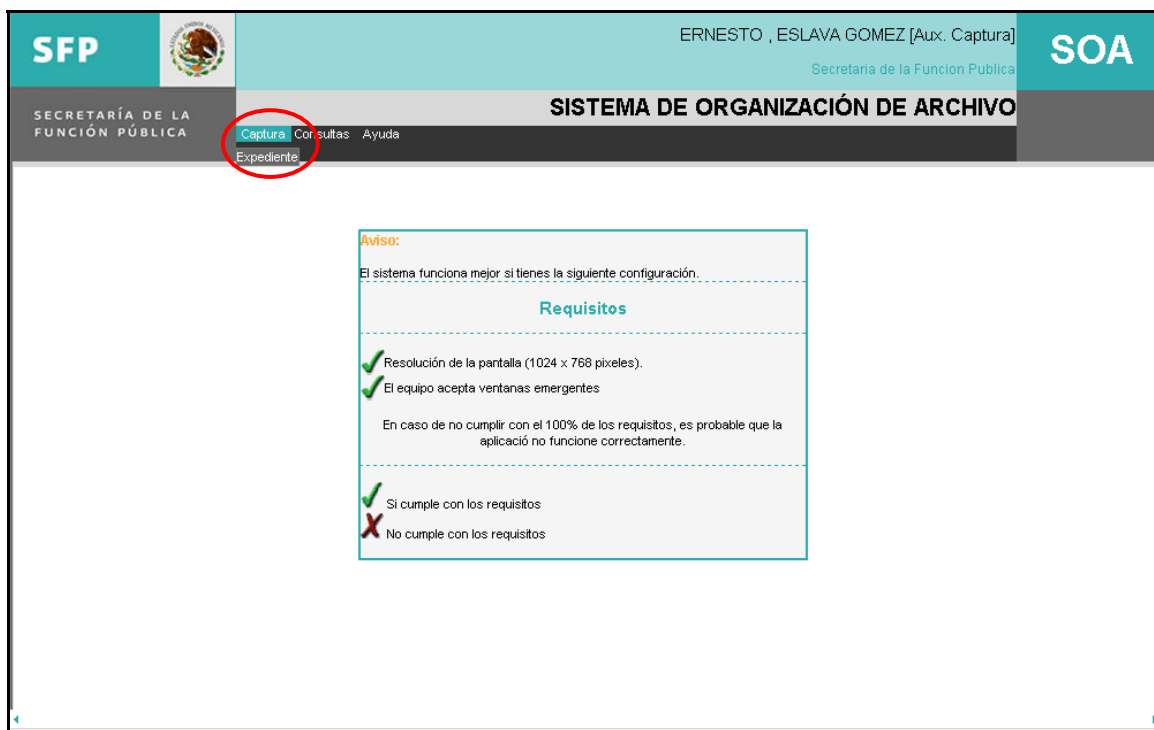 SFP
ERNESTO , ESLAVA GOMEZ [Aux. Captura]
Secretaria de la Funcion Publica
SOA
SECRETARÍA DE LA
FUNCIÓN PÚBLICA
SISTEMA DE ORGANIZACIÓN DE ARCHIVO
Captura Consultas Ayuda
Expediente
Aviso:
El sistema funciona mejor si tienes la siguiente configuración.
Requisitos
Resolución de la pantalla (1024 x 768 pixeles).
El equipo acepta ventanas emergentes
En caso de no cumplir con el 100% de los requisitos, es probable que la
aplicació no funcione correctamente.
Si cumple con los requisitos
No cumple con los requisitos